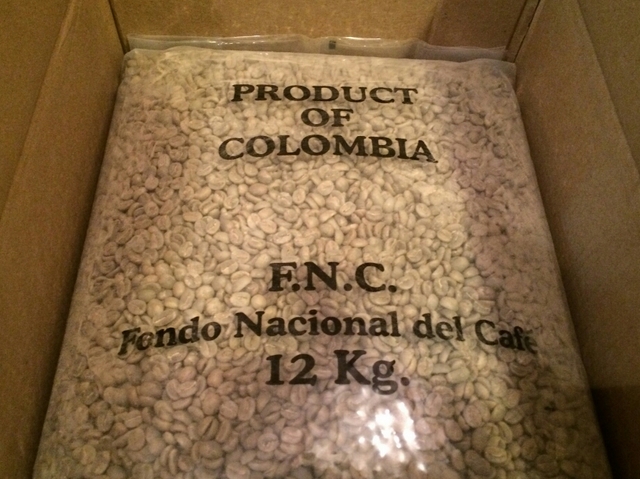 PRODUCT
OF
COLOMBIA
F.N.C.
Fondo Nacional del Café
12 Kg.